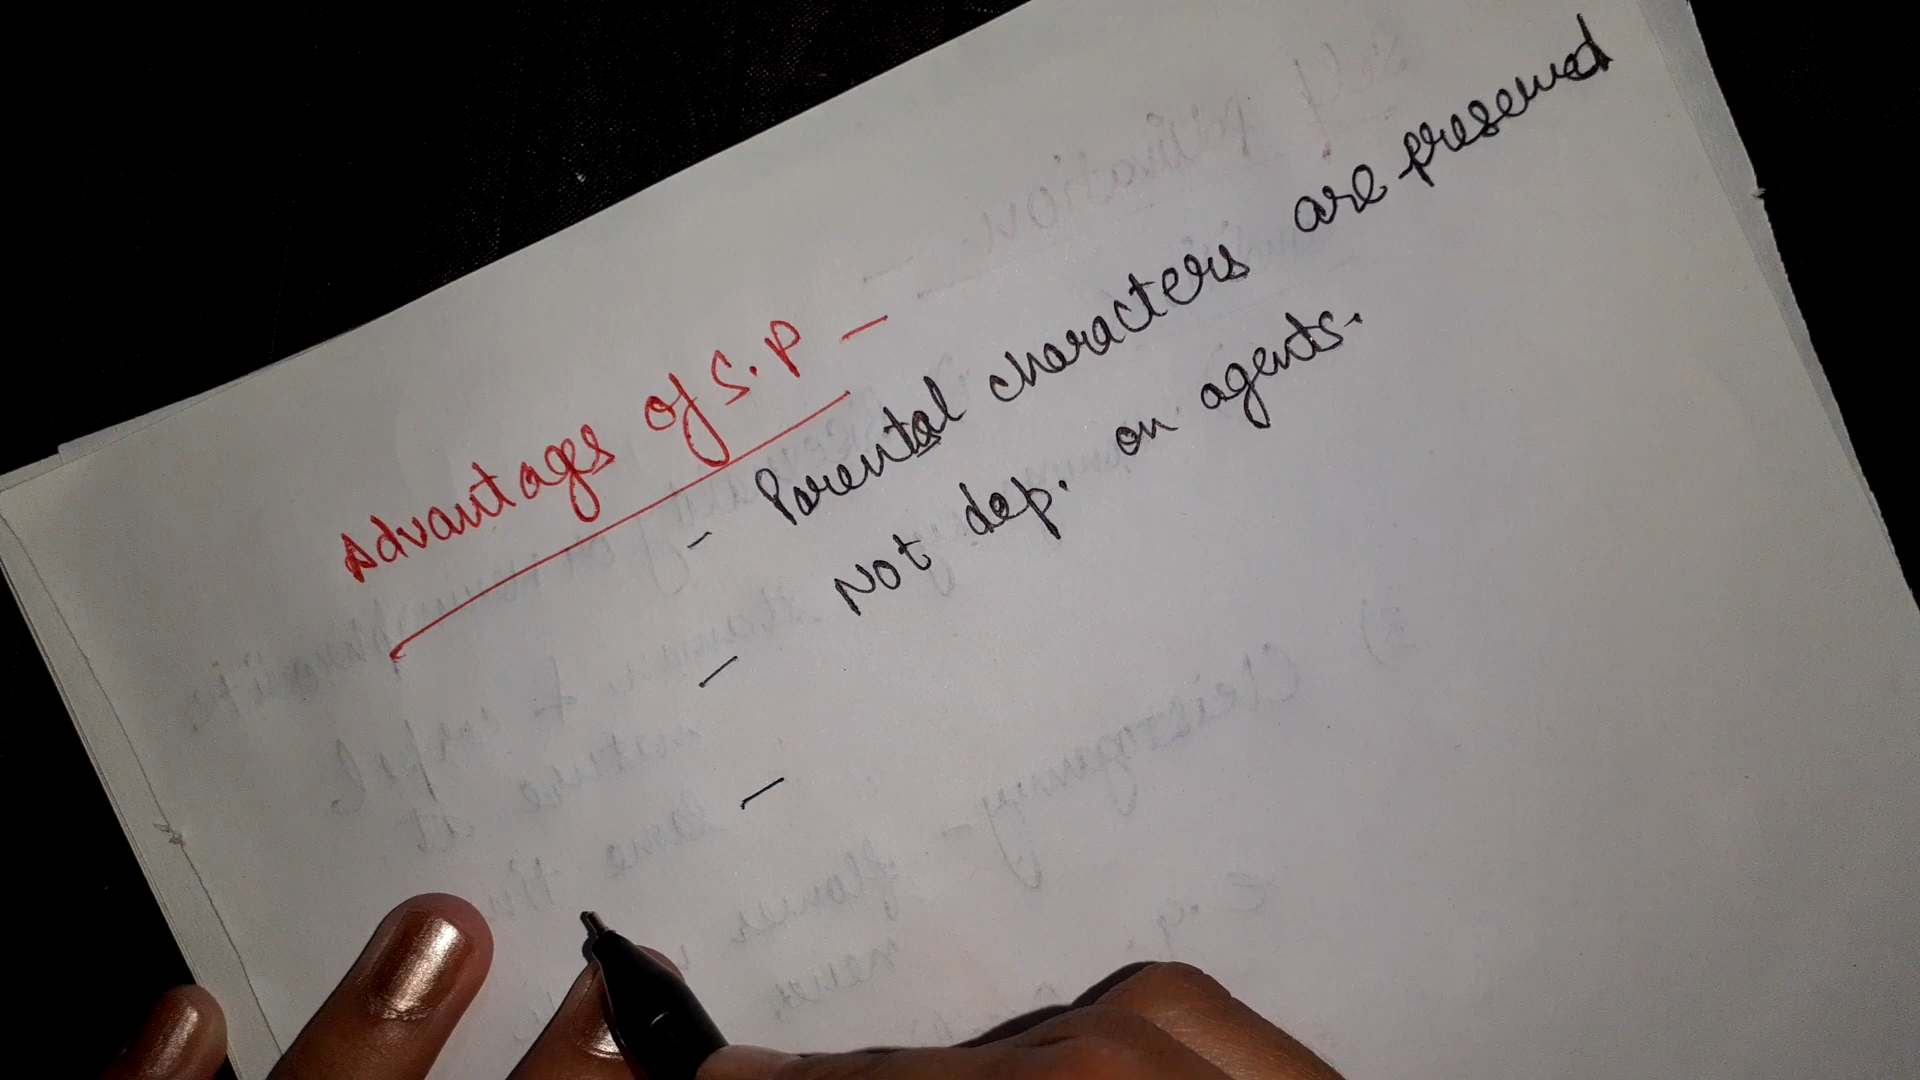 Advantages of S.P -
- Parental characters are preserved
- Not dep. on agents.
-